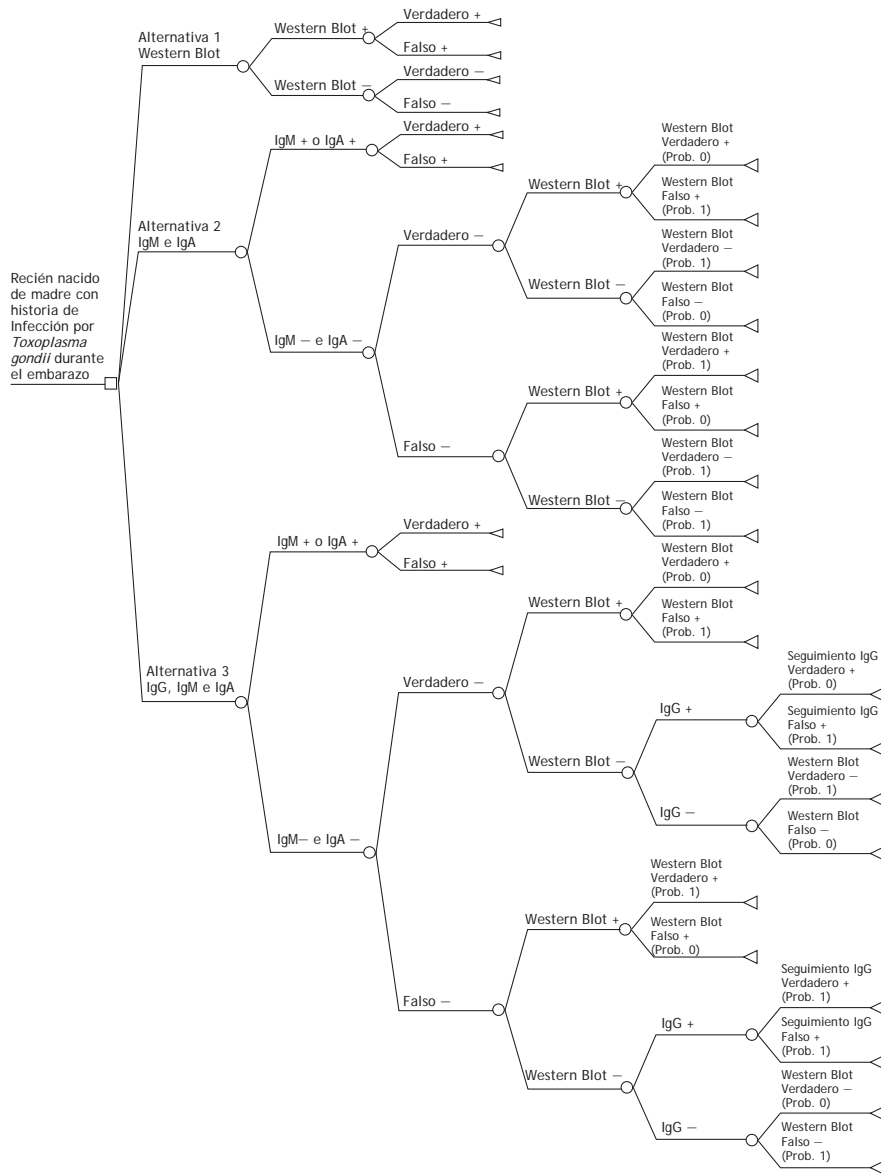 Recién nacido
de madre con
historia de
Infección por
Toxoplasma
gondii durante
el embarazo
Alternativa 1
Western Blot
Western Blot +
Verdadero +
Falso +
Western Blot −
Verdadero −
Falso −
Alternativa 2
IgM e IgA
IgM + o IgA +
Verdadero +
Falso +
IgM − e IgA −
Verdadero −
Western Blot +
Western Blot
Verdadero +
(Prob. 0)
Western Blot
Falso +
(Prob. 1)
Western Blot −
Western Blot
Verdadero −
(Prob. 1)
Western Blot
Falso −
(Prob. 0)
Falso −
Western Blot +
Western Blot
Verdadero +
(Prob. 1)
Western Blot
Falso +
(Prob. 0)
Western Blot −
Western Blot
Verdadero −
(Prob. 1)
Western Blot
Falso −
(Prob. 1)
Alternativa 3
IgG, IgM e IgA
IgM + o IgA +
Verdadero +
Falso +
IgM− e IgA −
Verdadero −
Western Blot +
Western Blot
Verdadero +
(Prob. 0)
Western Blot
Falso +
(Prob. 1)
Western Blot −
IgG +
Seguimiento IgG
Verdadero +
(Prob. 0)
Seguimiento IgG
Falso +
(Prob. 1)
IgG −
Western Blot
Verdadero −
(Prob. 1)
Western Blot
Falso −
(Prob. 0)
Falso −
Western Blot +
Western Blot
Verdadero +
(Prob. 1)
Western Blot
Falso +
(Prob. 0)
Western Blot −
IgG +
Seguimiento IgG
Verdadero +
(Prob. 1)
Seguimiento IgG
Falso +
(Prob. 1)
IgG −
Western Blot
Verdadero −
(Prob. 0)
Western Blot
Falso −
(Prob. 1)